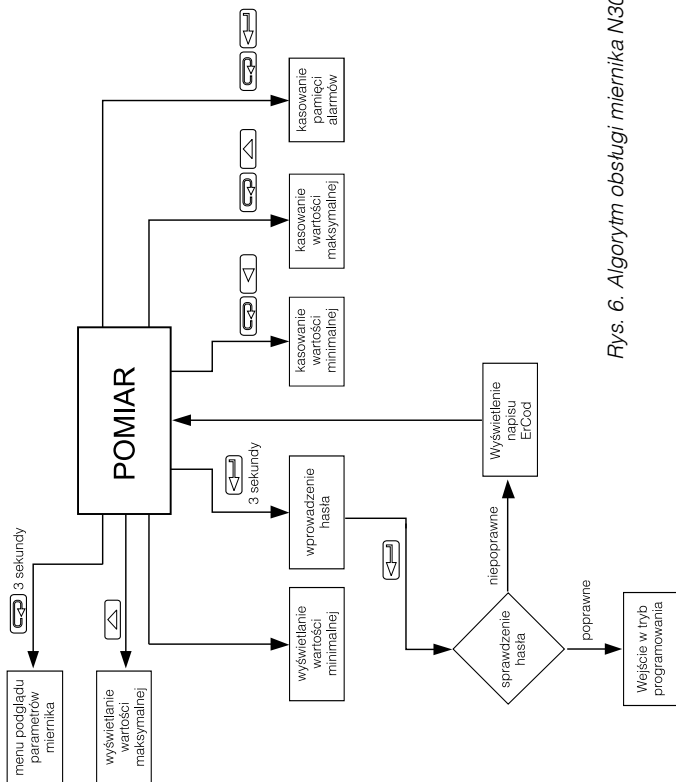 POMIAR
3 sekundy
menu podglądu
parametrów
miernika
wyświetlanie
wartości
maksymalnej
wyświetlanie
wartości
minimalnej
3 sekundy
wprowadzenie
hasła
kasowanie
wartości
minimalnej
kasowanie
wartości
maksymalnej
kasowanie
pamięci
alarmów
sprawdzenie
hasła
niepoprawne
Wyświetlenie
napisu
ErCod
poprawne
Wejście w tryb
programowania
Rys. 6. Algorytm obsługi miernika N30